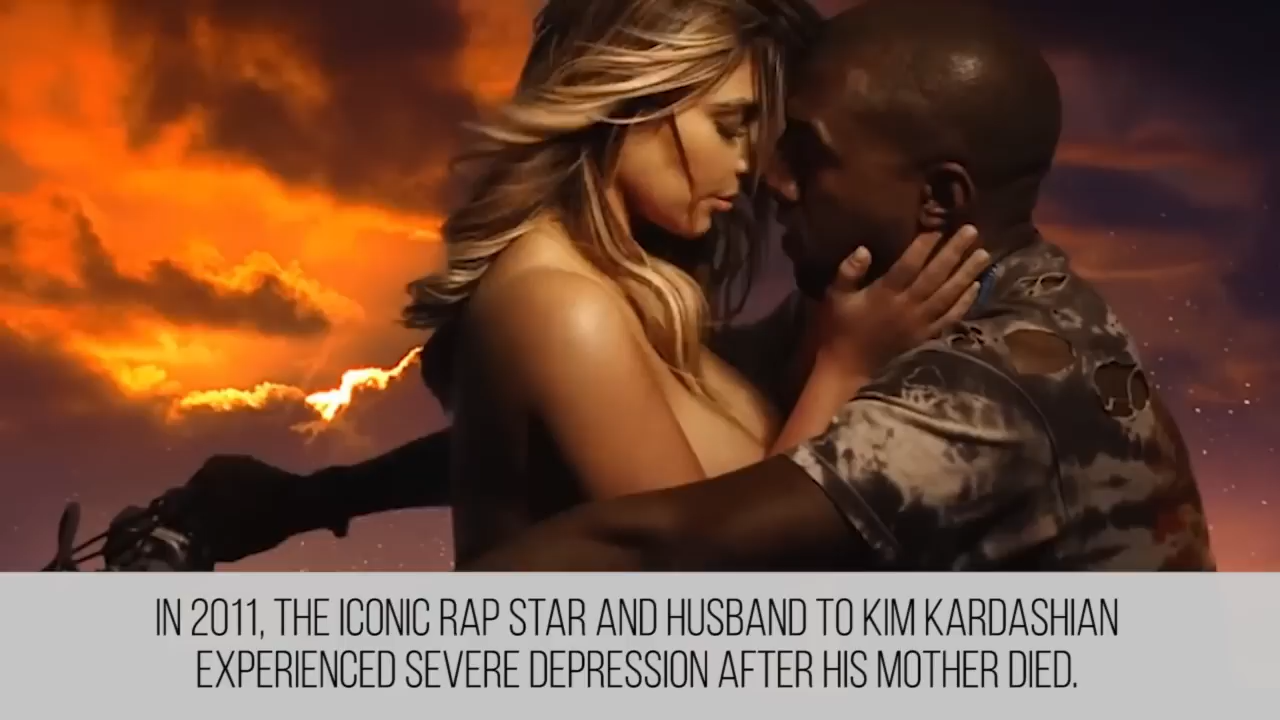 IN 2011, THE ICONIC RAP STAR AND HUSBAND TO KIM KARDASHIAN
EXPERIENCED SEVERE DEPRESSION AFTER HIS MOTHER DIED.